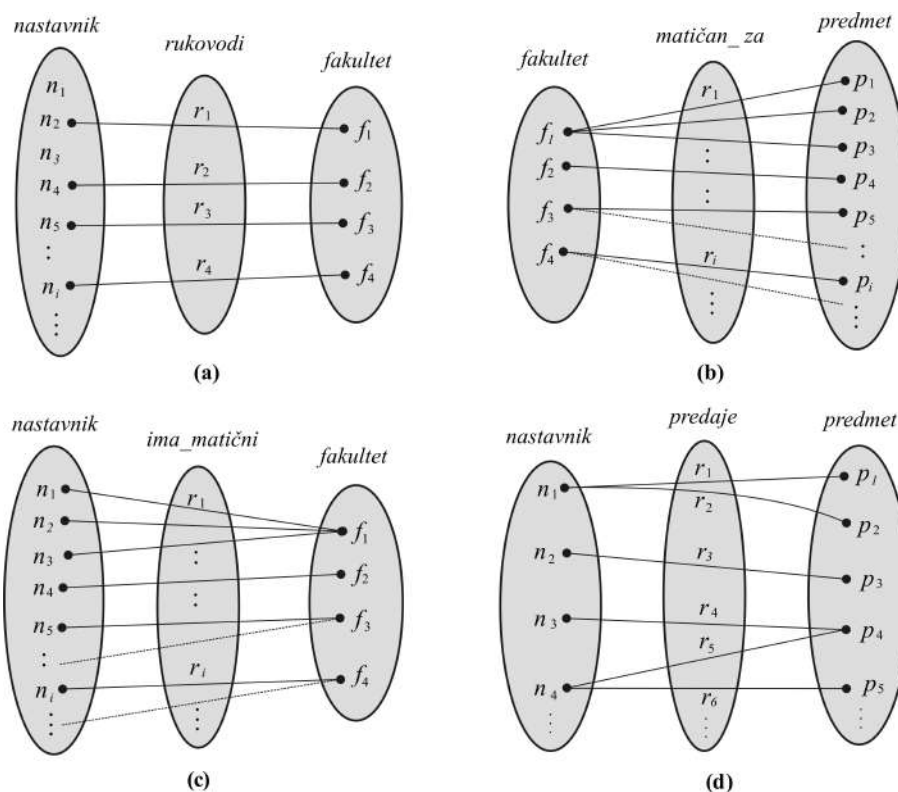 nastavnik
rukovodi
fakultet
n1
n2
n3
n4
n5
ni
r1
r2
r3
r4
f1
f2
f3
f4
(a)
fakultet
matičan_za
predmet
f1
f2
f3
f4
r1
ri
p1
p2
p3
p4
p5
pi
(b)
nastavnik
ima_matični
fakultet
n1
n2
n3
n4
n5
ni
r1
ri
f1
f2
f3
f4
(c)
nastavnik
predaje
predmet
n1
n2
n3
n4
r1
r2
r3
r4
r5
r6
p1
p2
p3
p4
p5
(d)